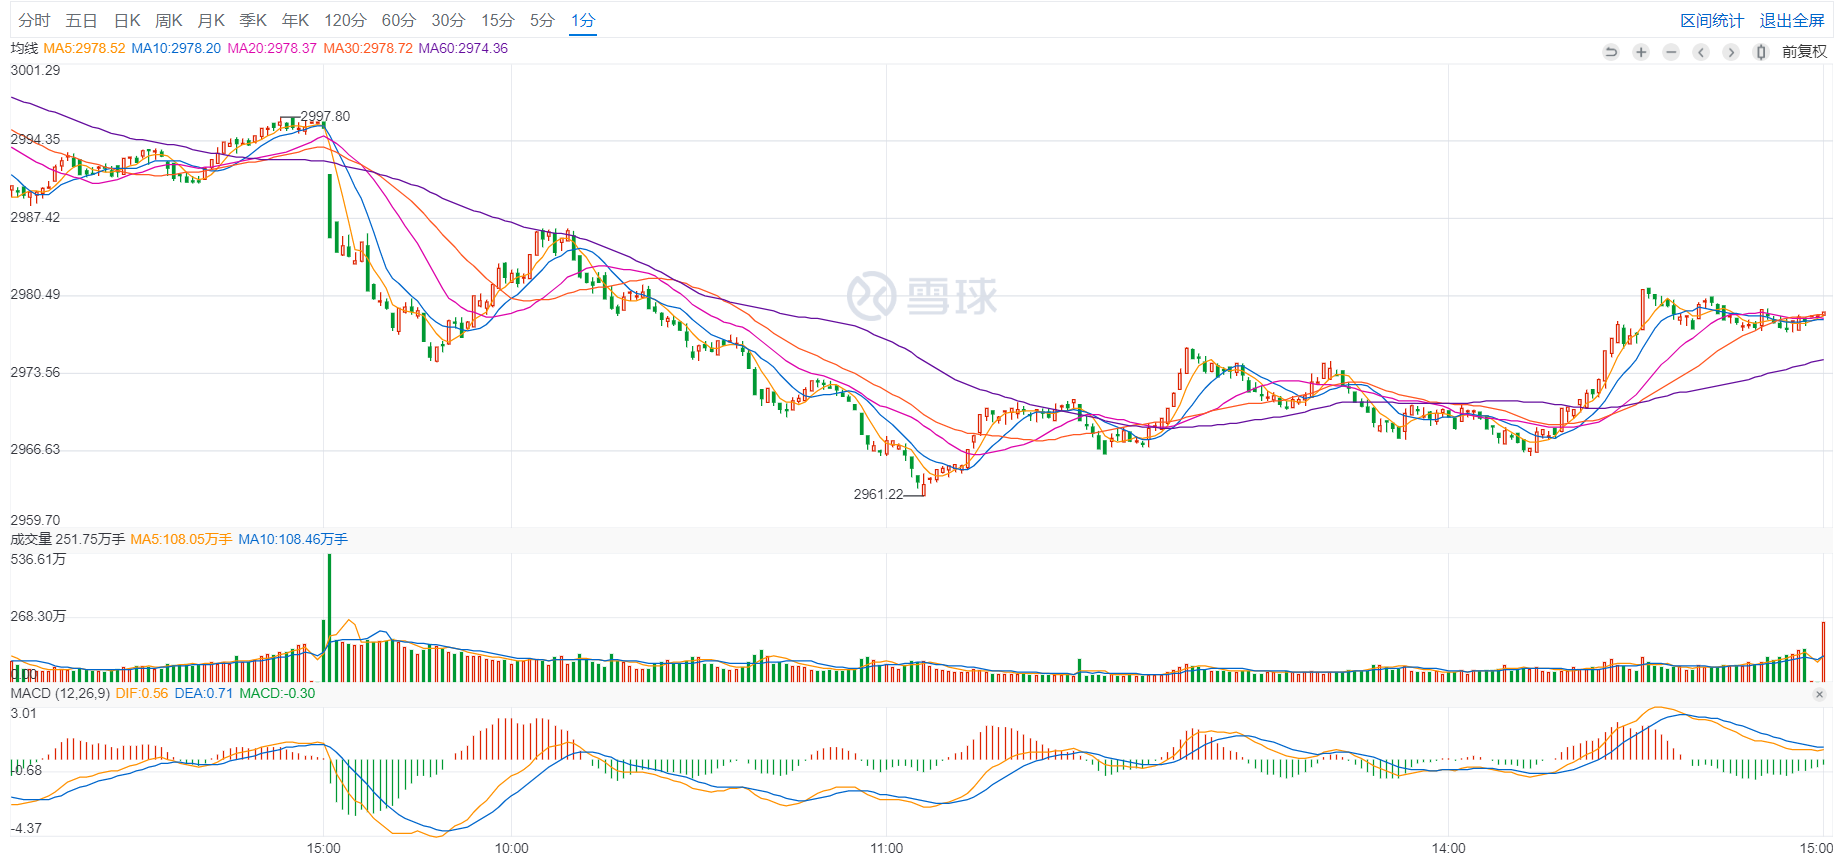 分时 五日 日K 周K 月K 季K 年K 120分 60分 30分 15分 5分 1分 区间统计 退出全屏
均线 MA5:2978.52 MA10:2978.20 MA20:2978.37 MA30:2978.72 MA60:2974.36 前复权
3001.29
2997.80
2994.35
2987.42
2980.49
雪球
2973.56
2966.63
2961.22
2959.70
成交量 251.75万手 MA5:108.05万手 MA10:108.46万手
536.61万
268.30万
0.00
MACD (12,26,9) DIF:0.56 DEA:0.71 MACD:-0.30
3.01
-0.68
-4.37
15:00 10:00 11:00 14:00 15:00